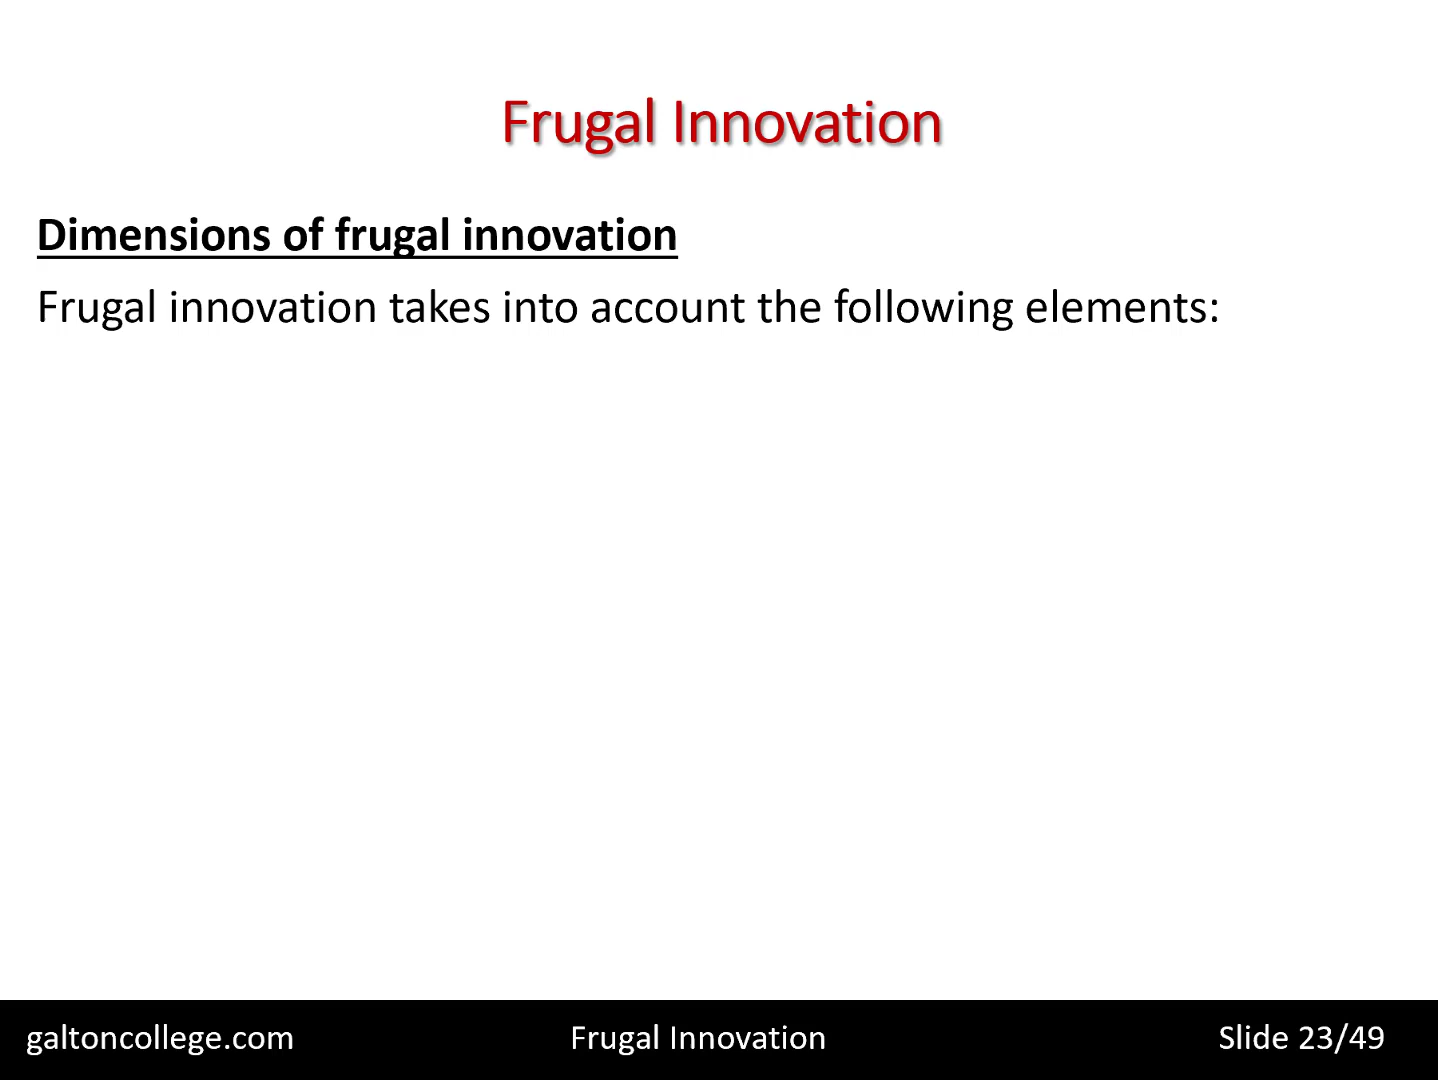 Frugal Innovation
Dimensions of frugal innovation
Frugal innovation takes into account the following elements:
galtoncollege.com Frugal Innovation Slide 23/49